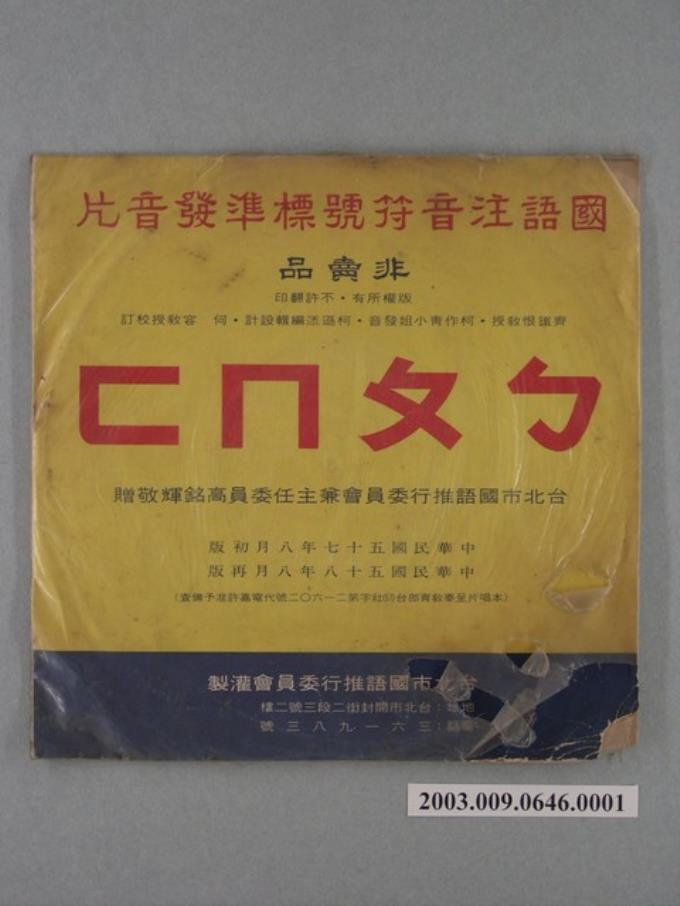 國語注音符號標準發音片
非賣品
版權所有・不許翻印
齊鐵恨教授・柯作青小姐發音・柯遜添編輯設計・何 容教授校訂
ㄅㄆㄇㄈ
台北市國語推行委員會兼主任委員高銘輝敬贈
中華民國五十七年八月初版
中華民國五十八年八月再版
(本唱片呈奉教育部台社字第二一六〇二號代電嘉許准予備查)
台北市國語推行委員會灌製
地址:台北市開封街二段三號二樓
電話:三六一九八三號
2003.009.0646.0001